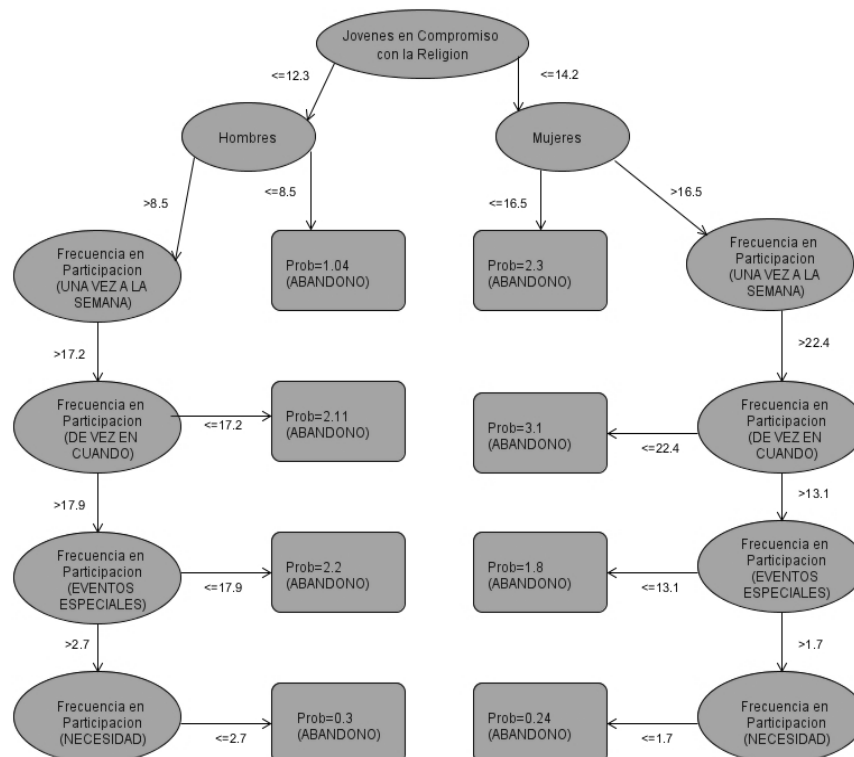 Jovenes en Compromiso
con la Religion
<=12.3
<=14.2
Hombres
Mujeres
>8.5
<=8.5
<=16.5
>16.5
Frecuencia en
Participacion
(UNA VEZ A LA
SEMANA)
Prob=1.04
(ABANDONO)
Prob=2.3
(ABANDONO)
Frecuencia en
Participacion
(UNA VEZ A LA
SEMANA)
>17.2
>22.4
Frecuencia en
Participacion
(DE VEZ EN
CUANDO)
<=17.2
Prob=2.11
(ABANDONO)
Prob=3.1
(ABANDONO)
<=22.4
Frecuencia en
Participacion
(DE VEZ EN
CUANDO)
>17.9
>13.1
Frecuencia en
Participacion
(EVENTOS
ESPECIALES)
<=17.9
Prob=2.2
(ABANDONO)
Prob=1.8
(ABANDONO)
<=13.1
Frecuencia en
Participacion
(EVENTOS
ESPECIALES)
>2.7
>1.7
Frecuencia en
Participacion
(NECESIDAD)
<=2.7
Prob=0.3
(ABANDONO)
Prob=0.24
(ABANDONO)
<=1.7
Frecuencia en
Participacion
(NECESIDAD)